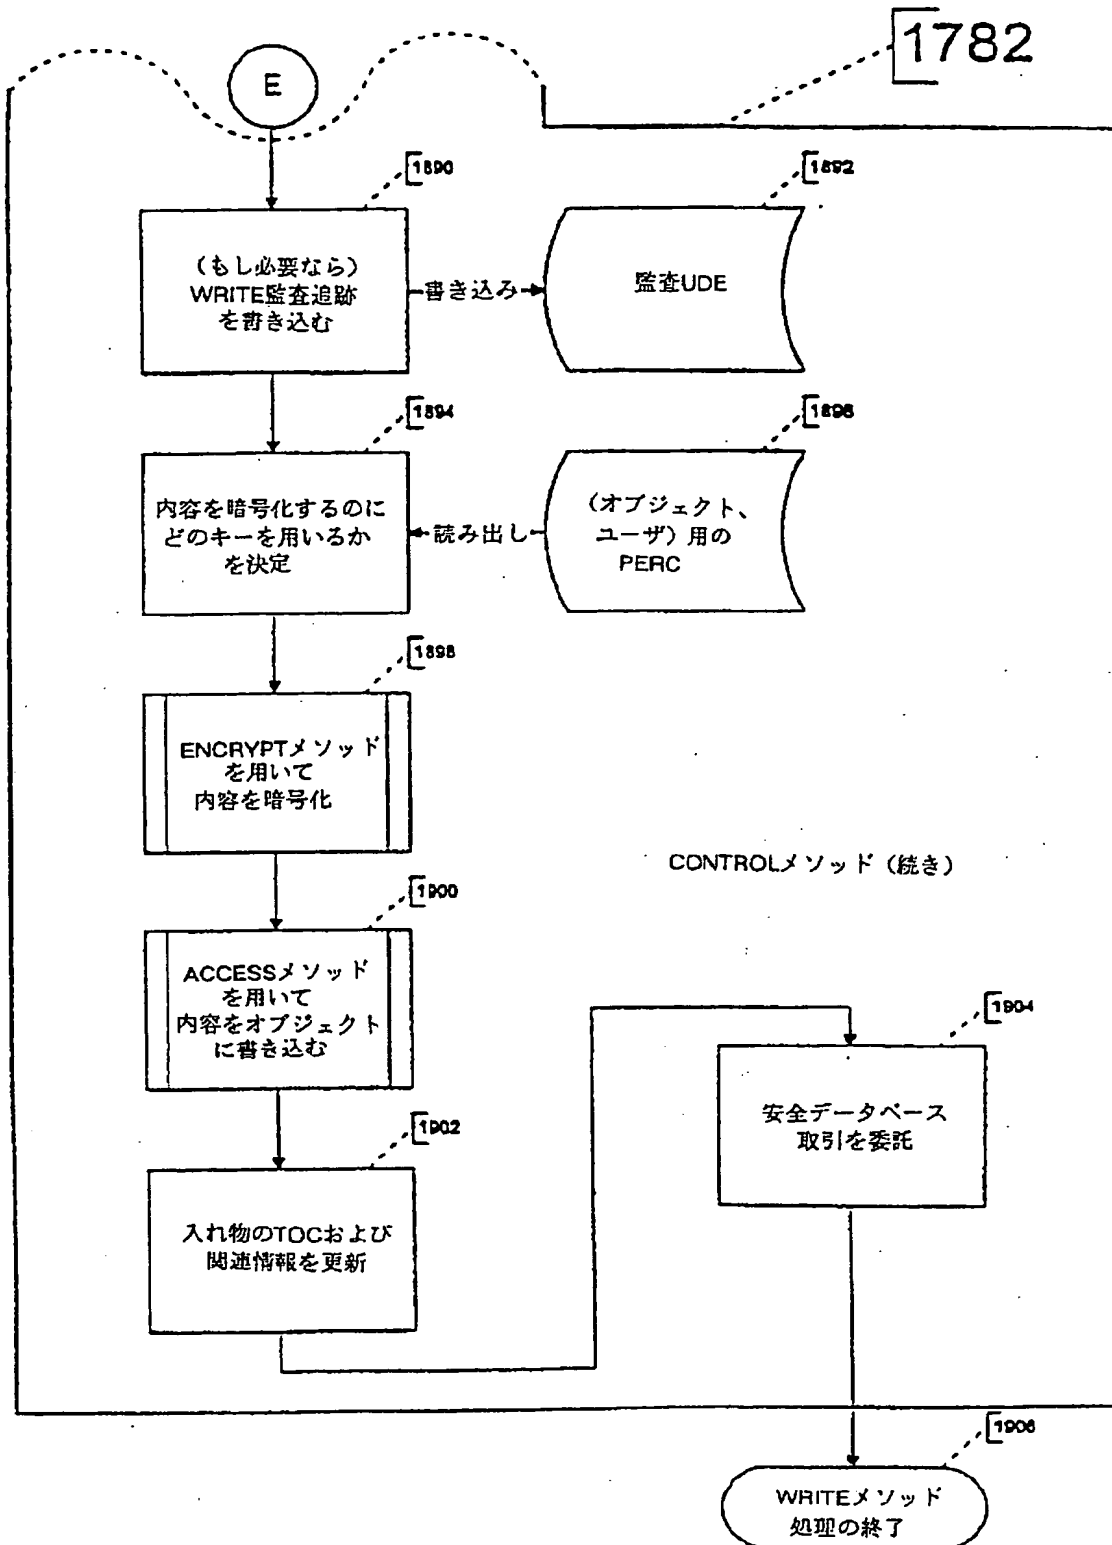 1782
E
1890
(もし必要なら)
WRITE監査追跡
を書き込む
書き込み
1892
監査UDE
1894
内容を暗号化するのに
どのキーを用いるか
を決定
読み出し
1896
(オブジェクト、
ユーザ)用の
PERC
1898
ENCRYPTメソッド
を用いて
内容を暗号化
CONTROLメソッド(続き)
1900
ACCESSメソッド
を用いて
内容をオブジェクト
に書き込む
1902
入れ物のTOCおよび
関連情報を更新
1904
安全データベース
取引を委託
1906
WRITEメソッド
処理の終了